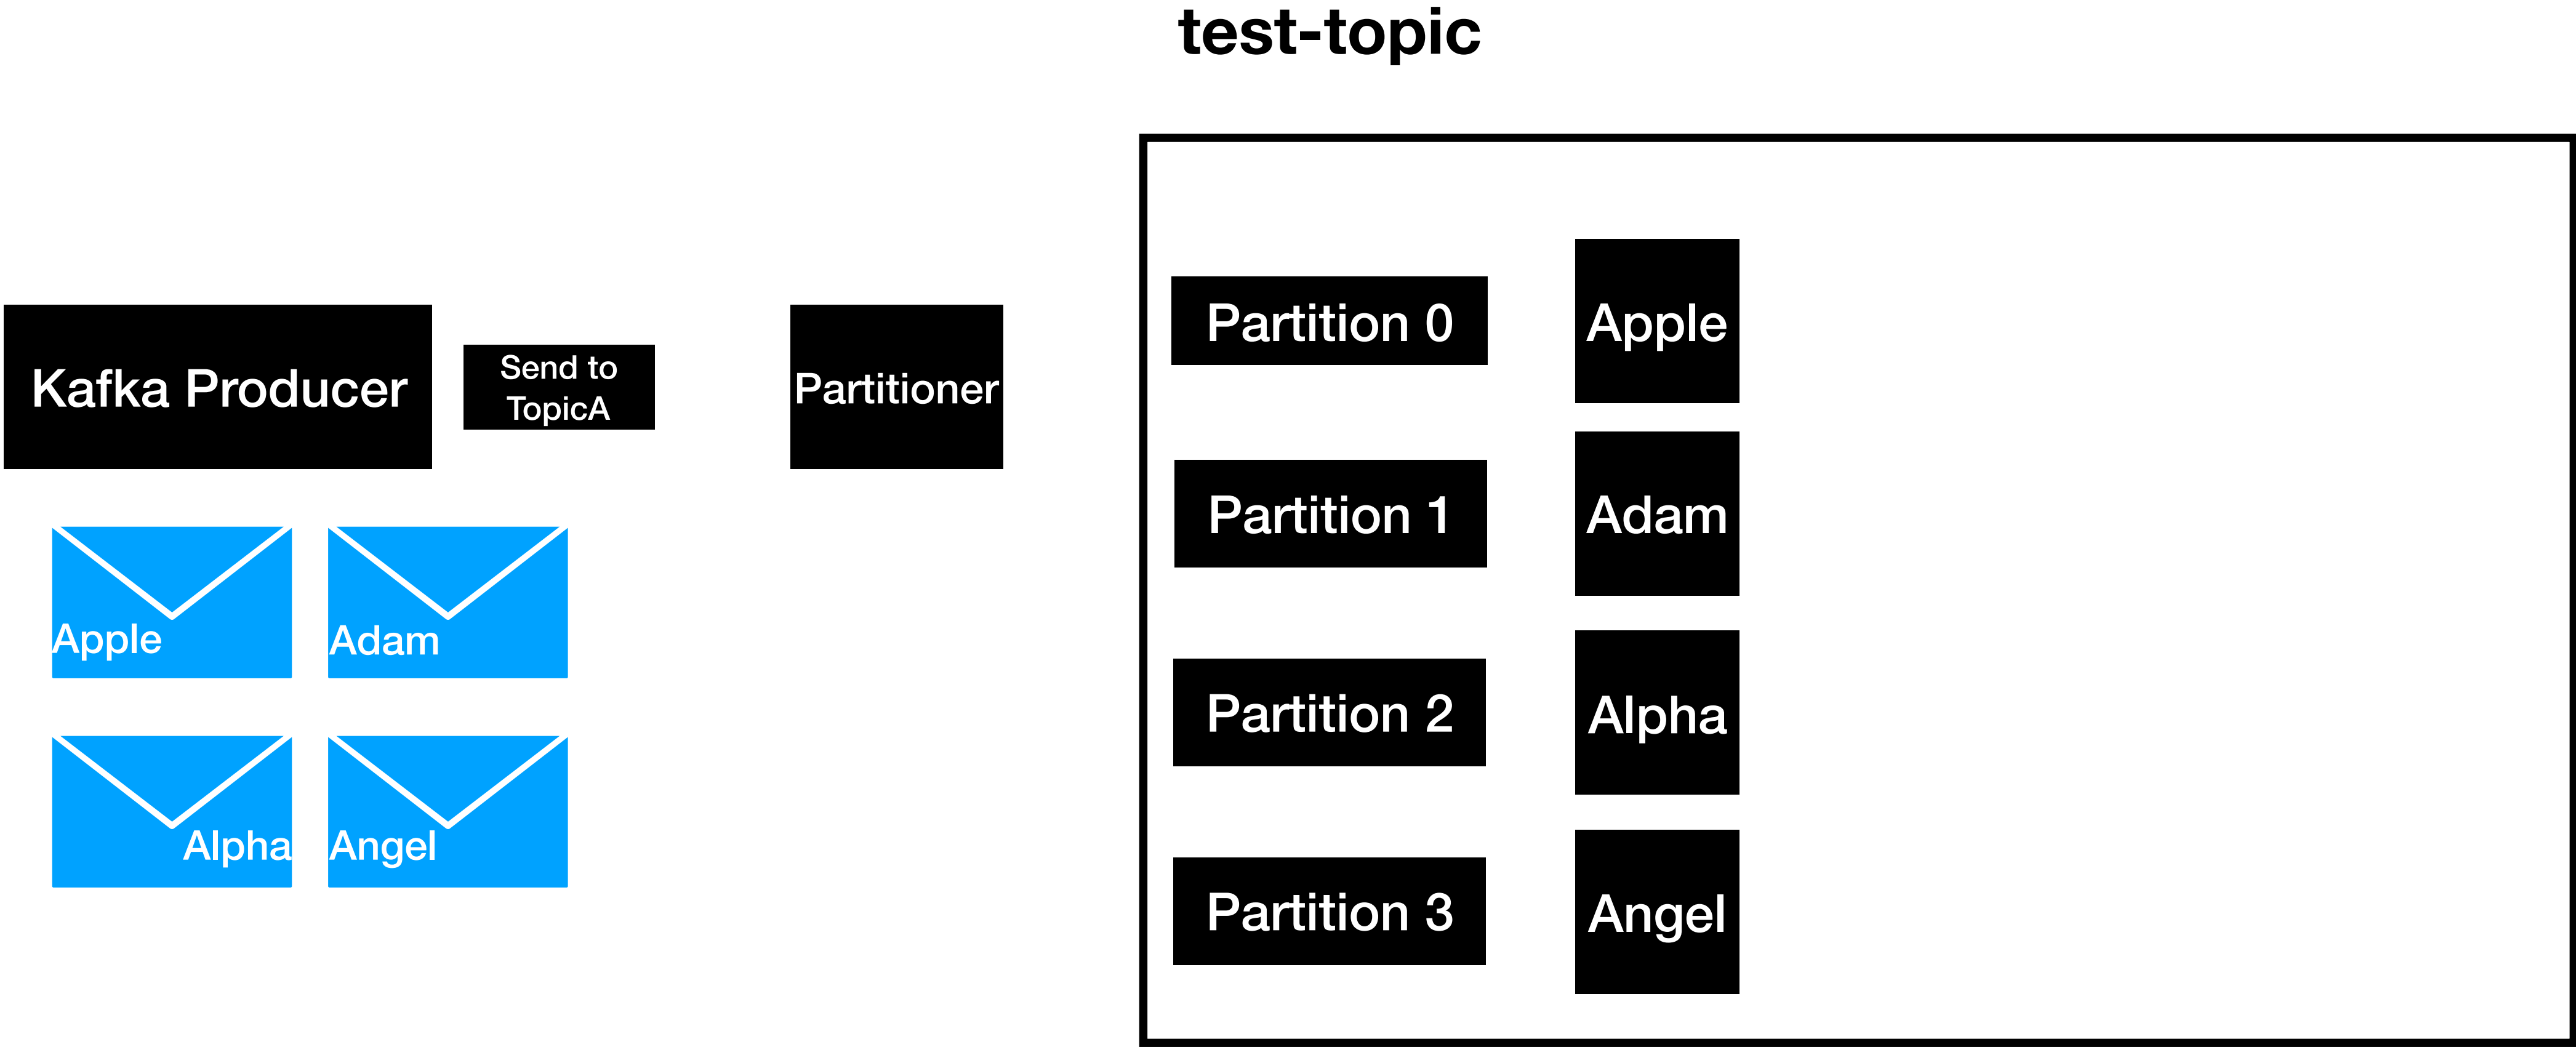 test-topic
Kafka Producer
Send to
TopicA
Partitioner
Apple
Adam
Alpha
Angel
Partition 0
Apple
Partition 1
Adam
Partition 2
Alpha
Partition 3
Angel